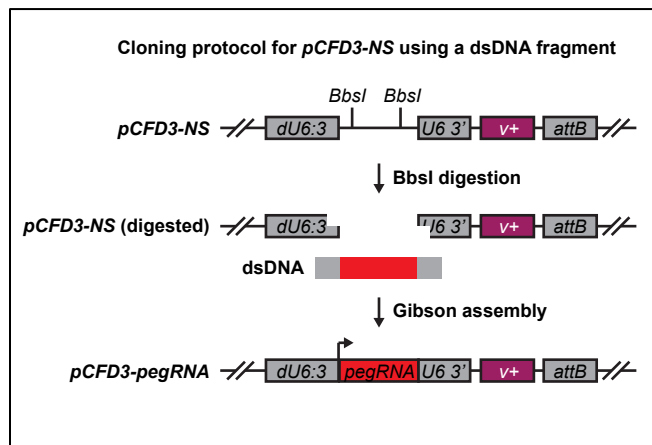 Cloning protocol for pCFD3-NS using a dsDNA fragment
BbsI BbsI
pCFD3-NS dU6:3 U6 3’ v+ attB
BbsI digestion
pCFD3-NS (digested) dU6:3 U6 3’ v+ attB
dsDNA
Gibson assembly
pCFD3-pegRNA dU6:3 pegRNA U6 3’ v+ attB